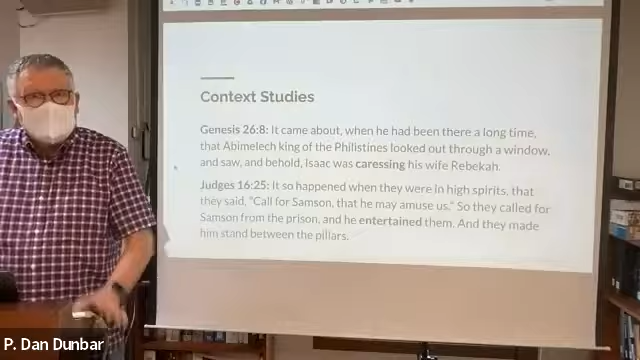 Context Studies
Genesis 26:8: It came about, when he had been there a long time,
that Abimelech king of the Philistines looked out through a window,
and saw, and behold, Isaac was caressing his wife Rebekah.
Judges 16:25: It so happened when they were in high spirits, that
they said, "Call for Samson, that he may amuse us." So they called for
Samson from the prison, and he entertained them. And they made
him stand between the pillars.
P. Dan Dunbar